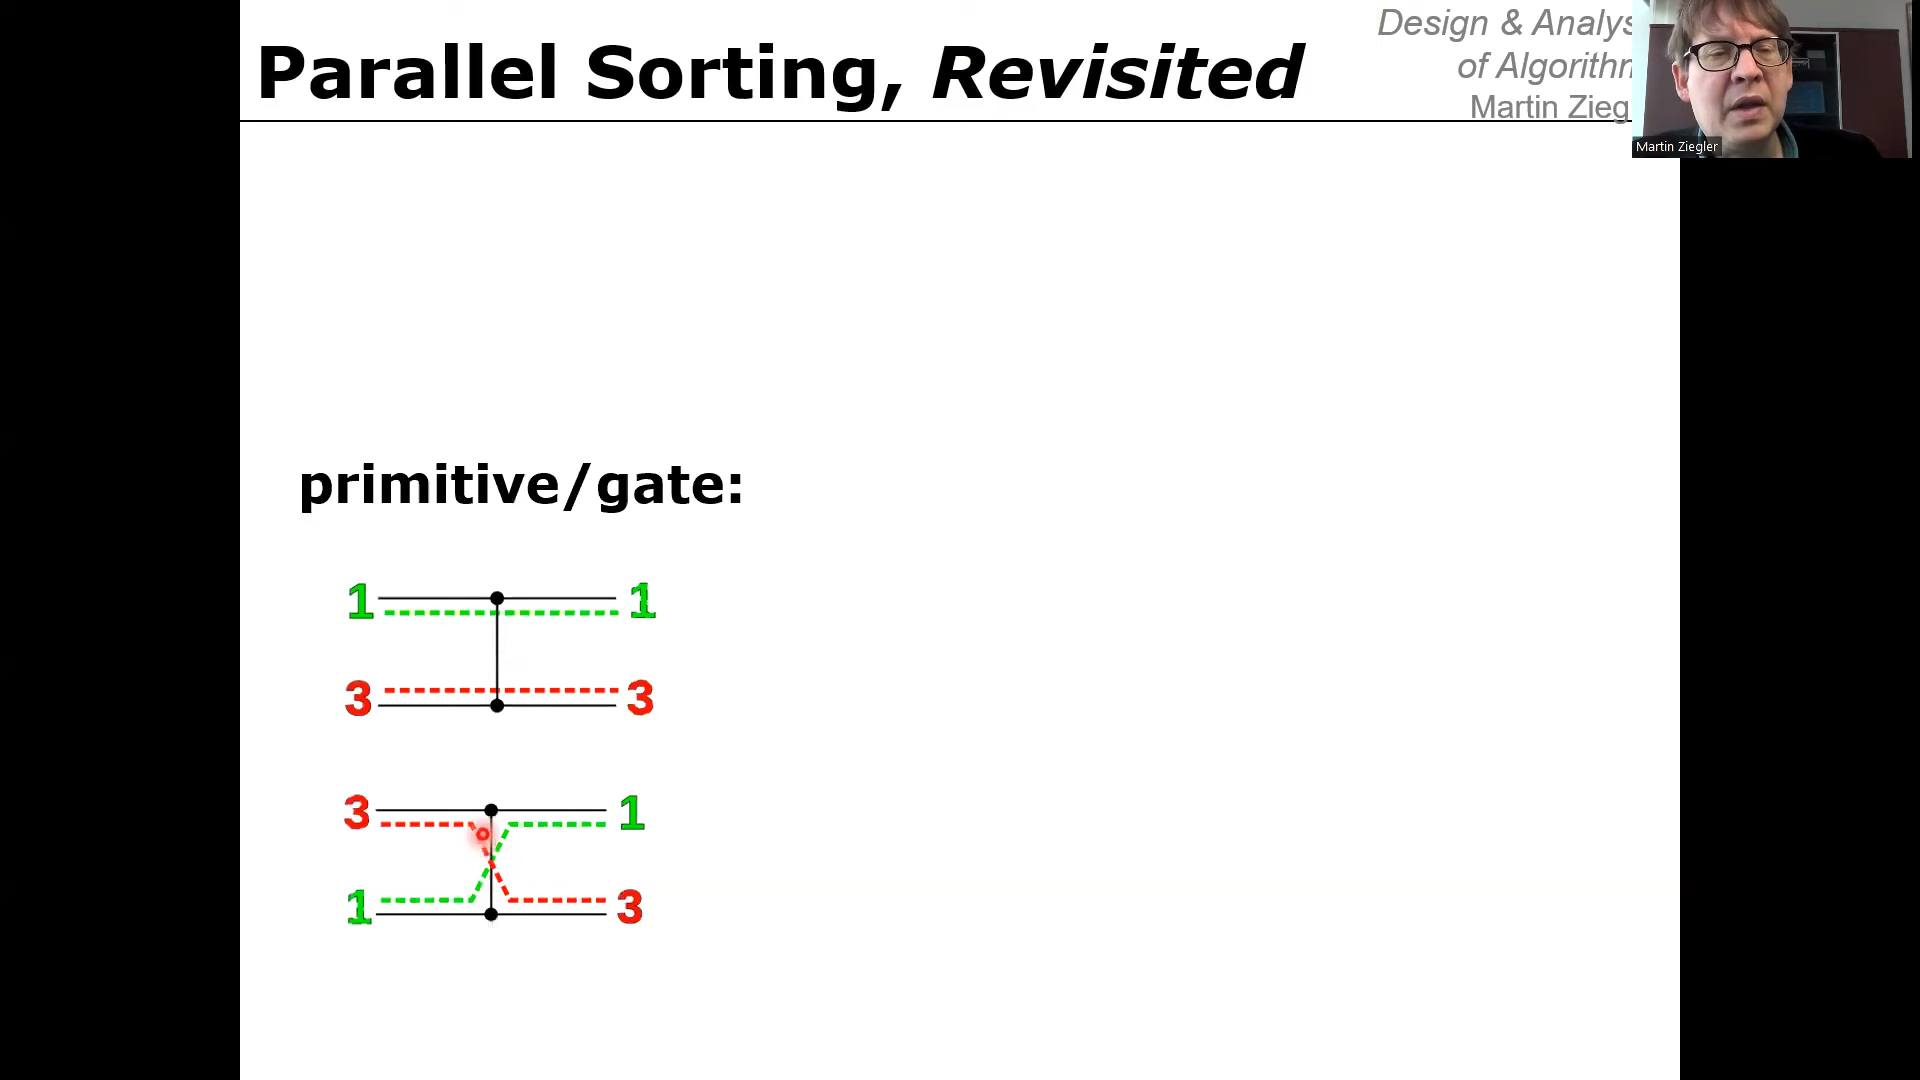 Parallel Sorting, Revisited
Design & Analys
of Algorithm
Martin Zieg
Martin Ziegler
primitive/gate:
1 1
3 3
3 1
1 3